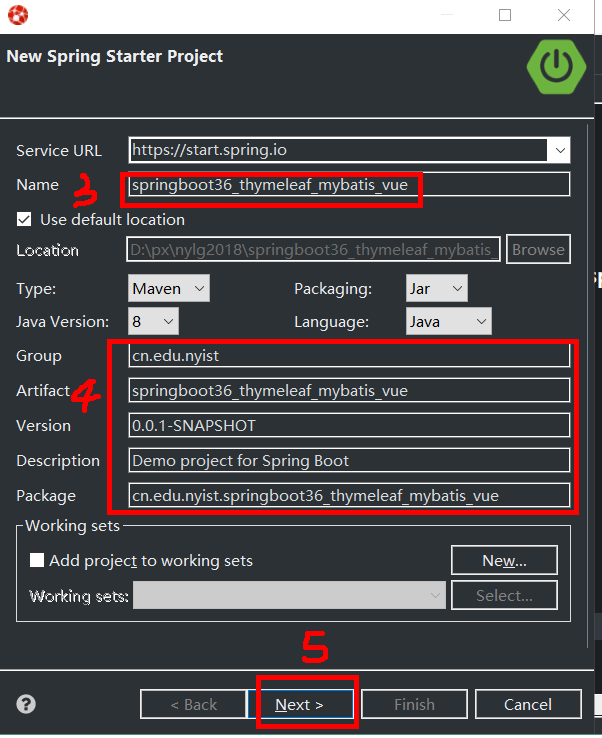 New Spring Starter Project
Service URL https://start.spring.io
3 Name springboot36_thymeleaf_mybatis_vue
Use default location
Location D:\px\nylg2018\springboot36_thymeleaf_mybatis_ Browse
Type: Maven Packaging: Jar
Java Version: 8 Language: Java
Group cn.edu.nyist
4 Artifact springboot36_thymeleaf_mybatis_vue
Version 0.0.1-SNAPSHOT
Description Demo project for Spring Boot
Package cn.edu.nyist.springboot36_thymeleaf_mybatis_vue
Working sets
Add project to working sets New...
Working sets: Select...
5
? < Back Next > Finish Cancel